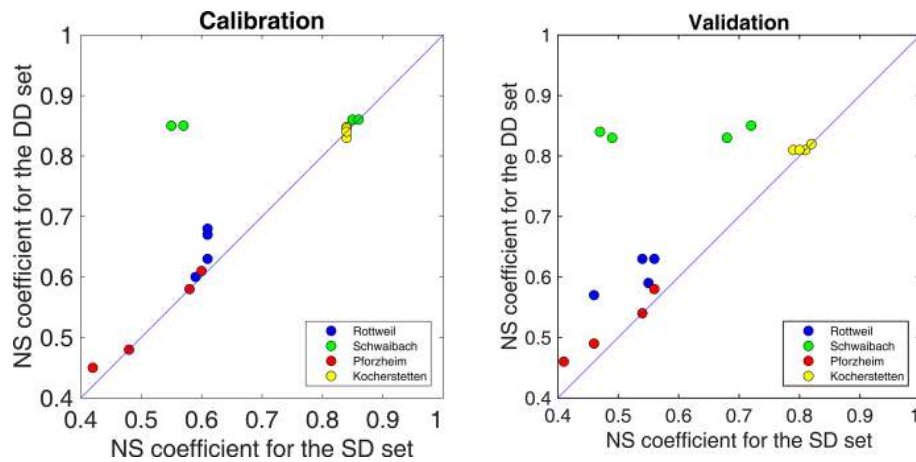 Calibration
1
0.9
0.8
0.7
0.6
0.5
0.4
NS coefficient for the DD set
0.4 0.5 0.6 0.7 0.8 0.9 1
NS coefficient for the SD set
Rottweil
Schwaibach
Pforzheim
Kocherstetten
Validation
1
0.9
0.8
0.7
0.6
0.5
0.4
NS coefficient for the DD set
0.4 0.5 0.6 0.7 0.8 0.9 1
NS coefficient for the SD set
Rottweil
Schwaibach
Pforzheim
Kocherstetten